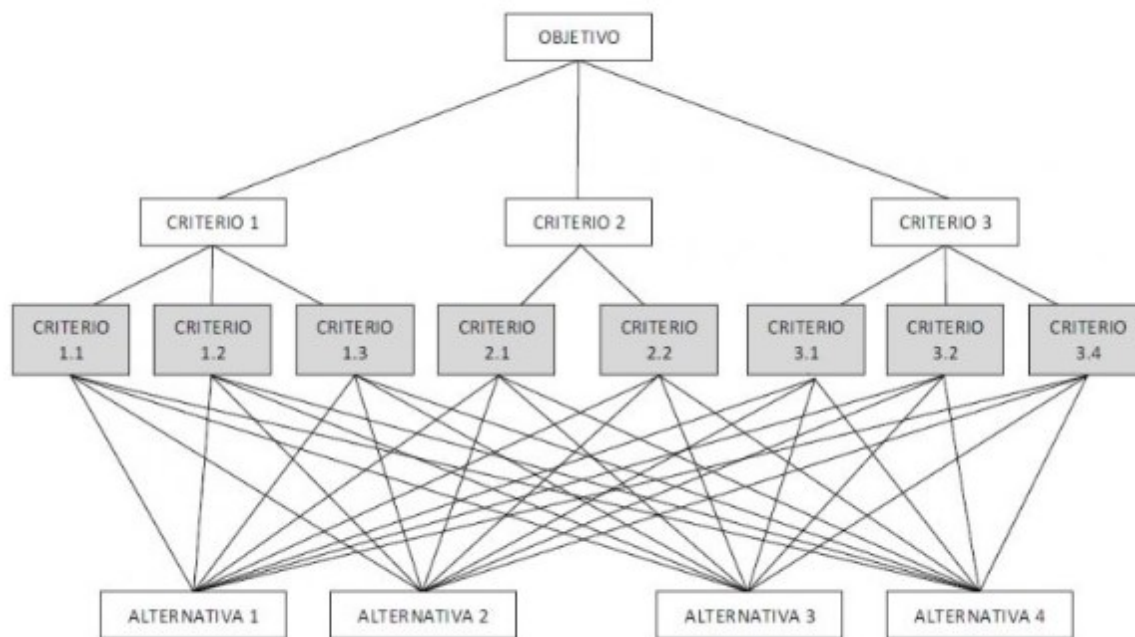 OBJETIVO
CRITERIO 1
CRITERIO 2
CRITERIO 3
CRITERIO
1.1
CRITERIO
1.2
CRITERIO
1.3
CRITERIO
2.1
CRITERIO
2.2
CRITERIO
3.1
CRITERIO
3.2
CRITERIO
3.4
ALTERNATIVA 1
ALTERNATIVA 2
ALTERNATIVA 3
ALTERNATIVA 4